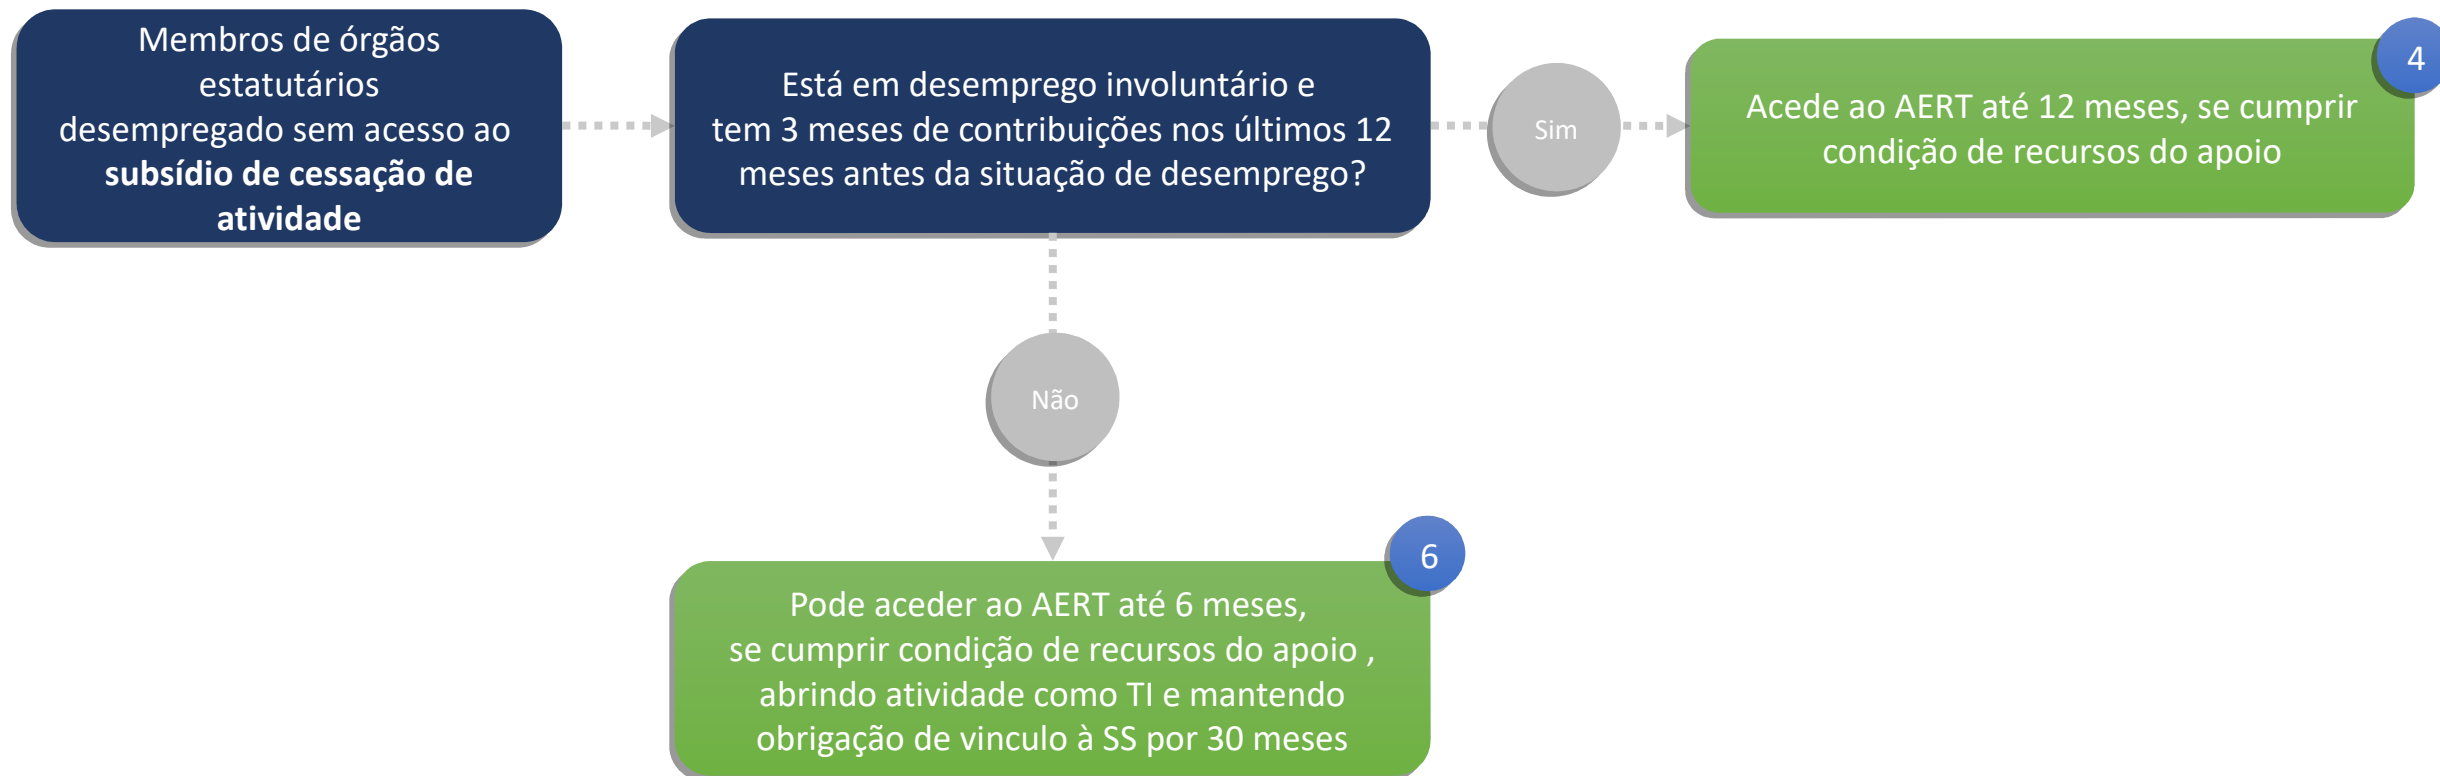 Membros de órgãos
estatutários
desempregado sem acesso ao
subsídio de cessação de
atividade
Está em desemprego involuntário e
tem 3 meses de contribuições nos últimos 12
meses antes da situação de desemprego?
Sim
4
Acede ao AERT até 12 meses, se cumprir
condição de recursos do apoio
Não
6
Pode aceder ao AERT até 6 meses,
se cumprir condição de recursos do apoio ,
abrindo atividade como TI e mantendo
obrigação de vinculo à SS por 30 meses